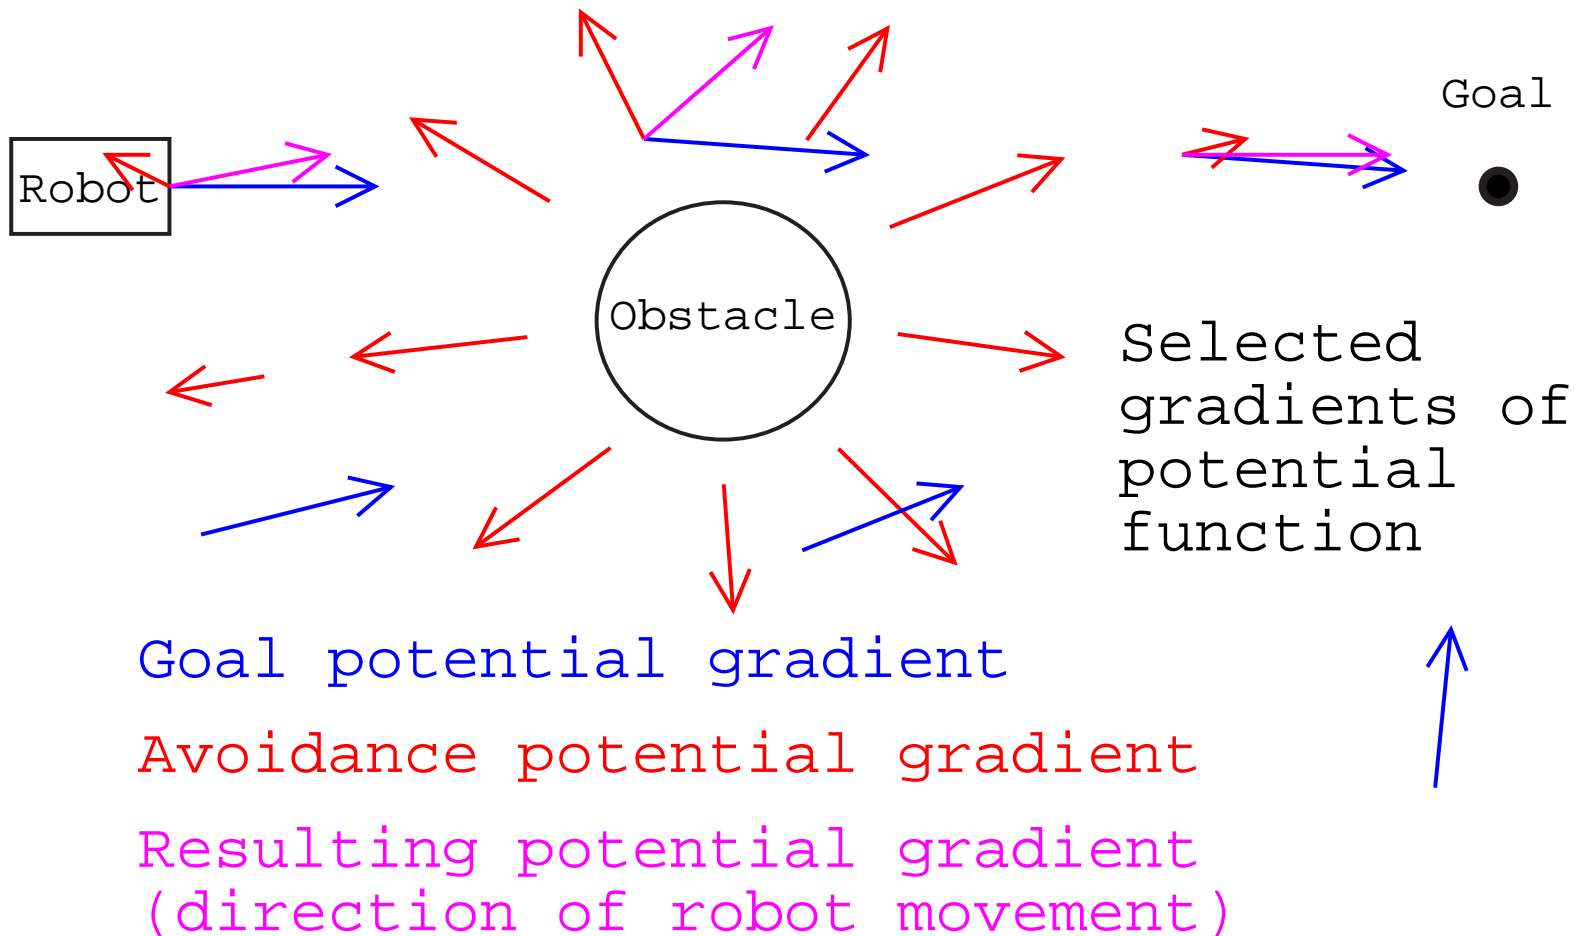 Goal
Robot
Obstacle
Selected
gradients of
potential
function
Goal potential gradient
Avoidance potential gradient
Resulting potential gradient
(direction of robot movement)